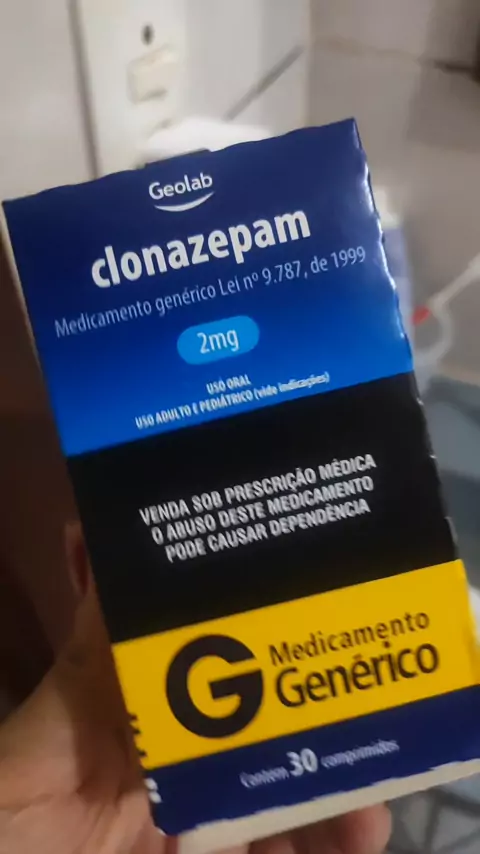 Geolab
clonazepam
Medicamento genérico Lei nº 9.787, de 1999
2mg
USO ORAL
USO ADULTO E PEDIÁTRICO (vide indicações)
VENDA SOB PRESCRIÇÃO MÉDICA
O ABUSO DESTE MEDICAMENTO
PODE CAUSAR DEPENDÊNCIA
G Medicamento
Genérico
Contém 30 comprimidos